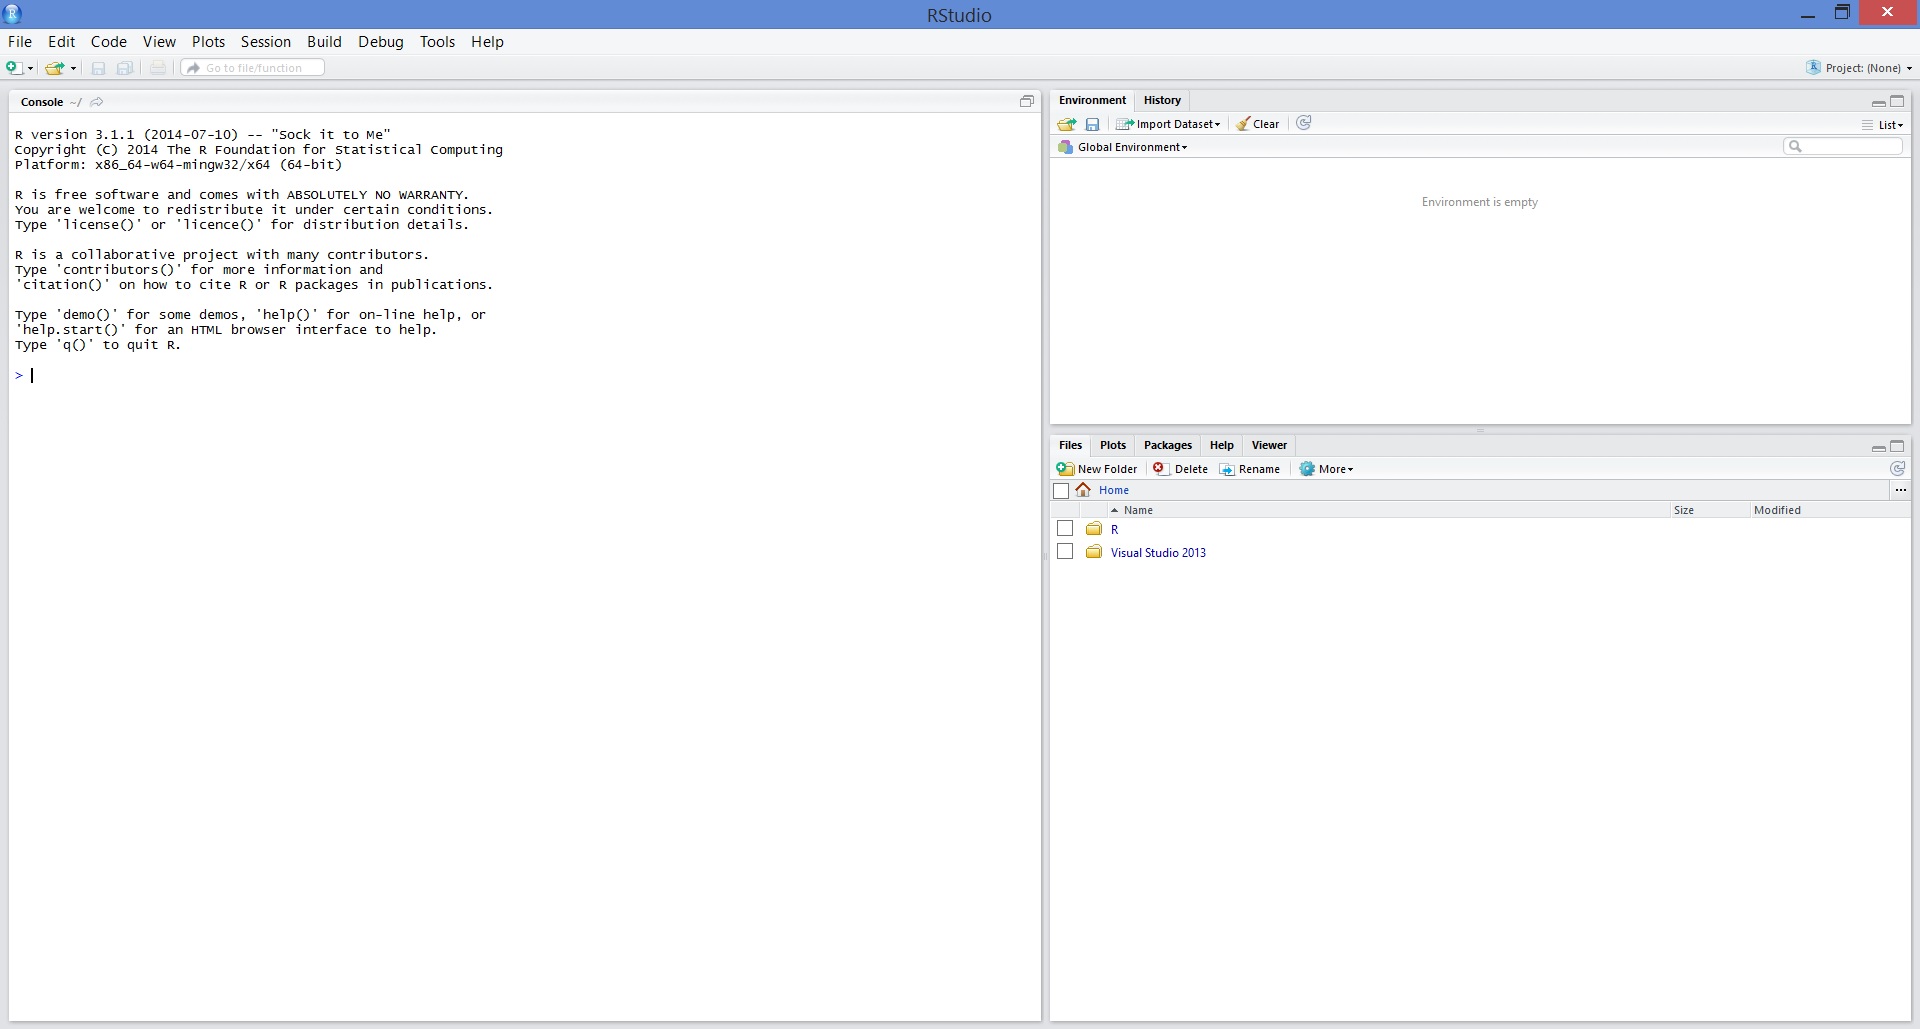 RStudio
File Edit Code View Plots Session Build Debug Tools Help
Go to file/function
Project: (None)
Console ~/
R version 3.1.1 (2014-07-10) -- "Sock it to Me"
Copyright (C) 2014 The R Foundation for Statistical Computing
Platform: x86_64-w64-mingw32/x64 (64-bit)
R is free software and comes with ABSOLUTELY NO WARRANTY.
You are welcome to redistribute it under certain conditions.
Type 'license()' or 'licence()' for distribution details.
R is a collaborative project with many contributors.
Type 'contributors()' for more information and
'citation()' on how to cite R or R packages in publications.
Type 'demo()' for some demos, 'help()' for on-line help, or
'help.start()' for an HTML browser interface to help.
Type 'q()' to quit R.
>
Environment History
Import Dataset Clear List
Global Environment
Environment is empty
Files Plots Packages Help Viewer
New Folder Delete Rename More
Home ...
Name Size Modified
R
Visual Studio 2013